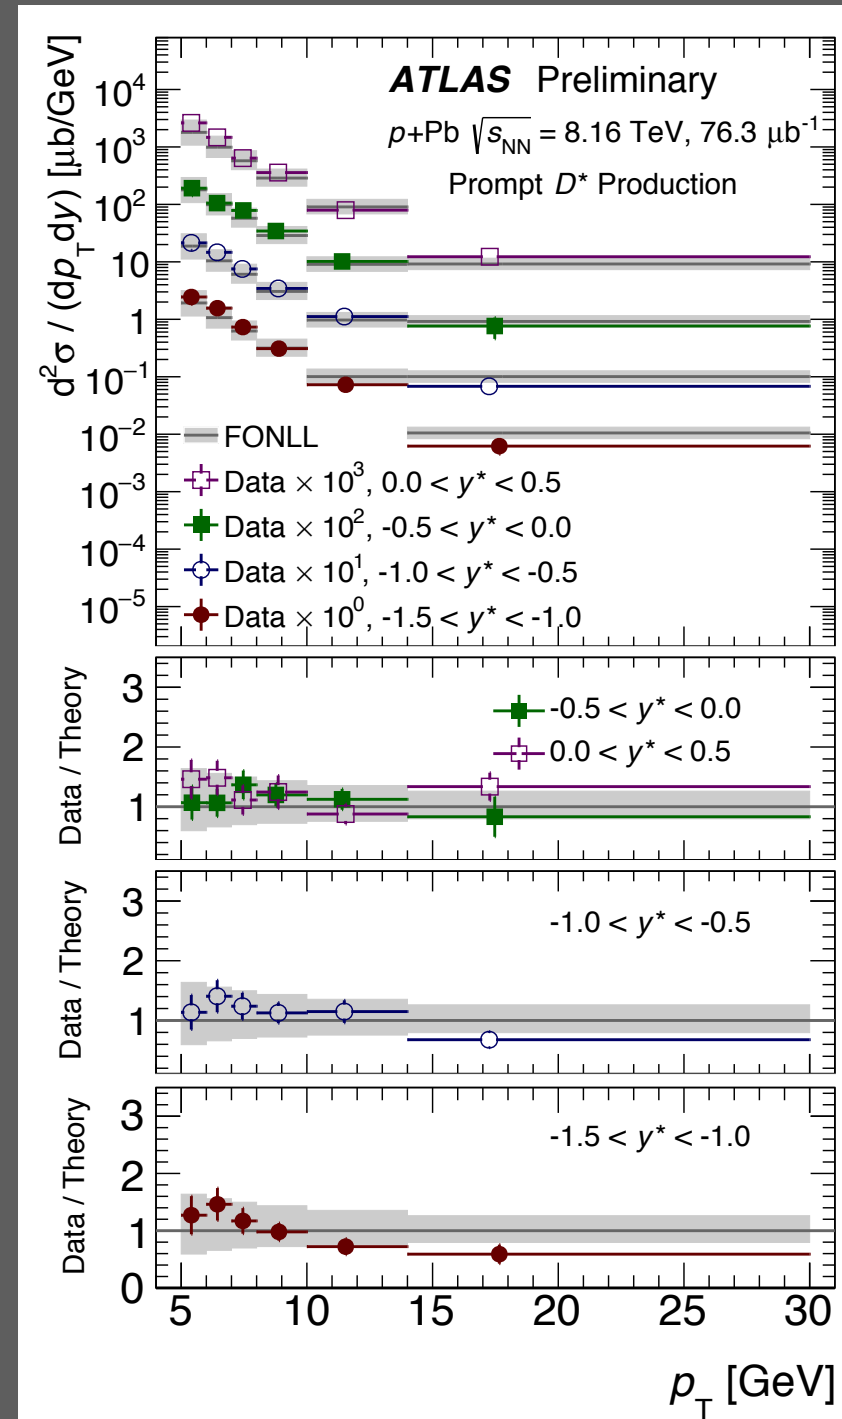 ATLAS Preliminary
p+Pb √s_NN = 8.16 TeV, 76.3 μb⁻¹
Prompt D* Production
d²σ / (dp_T dy) [μb/GeV]
10⁴
10³
10²
10
1
10⁻¹
10⁻²
10⁻³
10⁻⁴
10⁻⁵
FONLL
Data × 10³, 0.0 < y* < 0.5
Data × 10², -0.5 < y* < 0.0
Data × 10¹, -1.0 < y* < -0.5
Data × 10⁰, -1.5 < y* < -1.0
Data / Theory
3
2
1
-0.5 < y* < 0.0
0.0 < y* < 0.5
Data / Theory
3
2
1
-1.0 < y* < -0.5
Data / Theory
3
2
1
0
-1.5 < y* < -1.0
5 10 15 20 25 30
p_T [GeV]